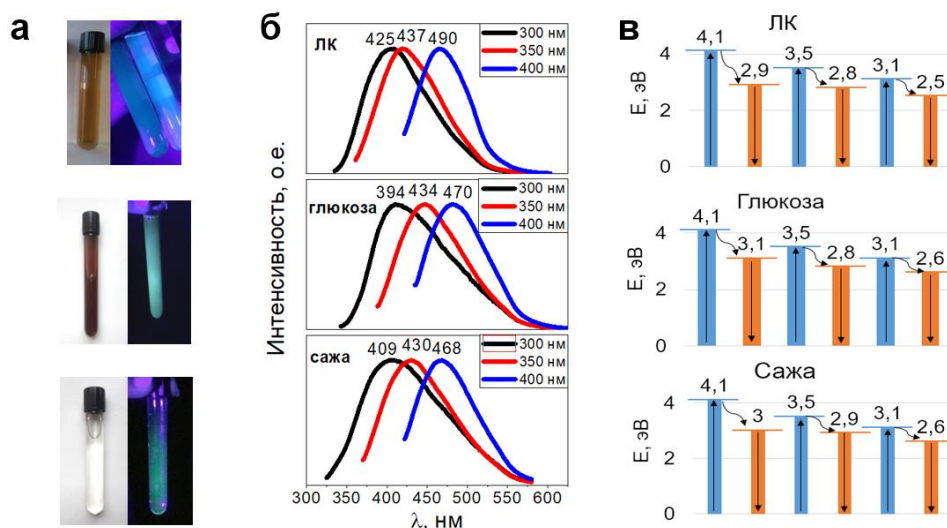 а
б
в
Интенсивность, о.е.
ЛК
425 437 490
300 нм
350 нм
400 нм
глюкоза
394 434 470
300 нм
350 нм
400 нм
сажа
409 430 468
300 нм
350 нм
400 нм
300 350 400 450 500 550 600
λ, нм
ЛК
Е, эВ
4
2
0
4,1
2,9
3,5
2,8
3,1
2,5
Глюкоза
Е, эВ
4
2
0
4,1
3,1
3,5
2,8
3,1
2,6
Сажа
Е, эВ
4
2
0
4,1
3
3,5
2,9
3,1
2,6